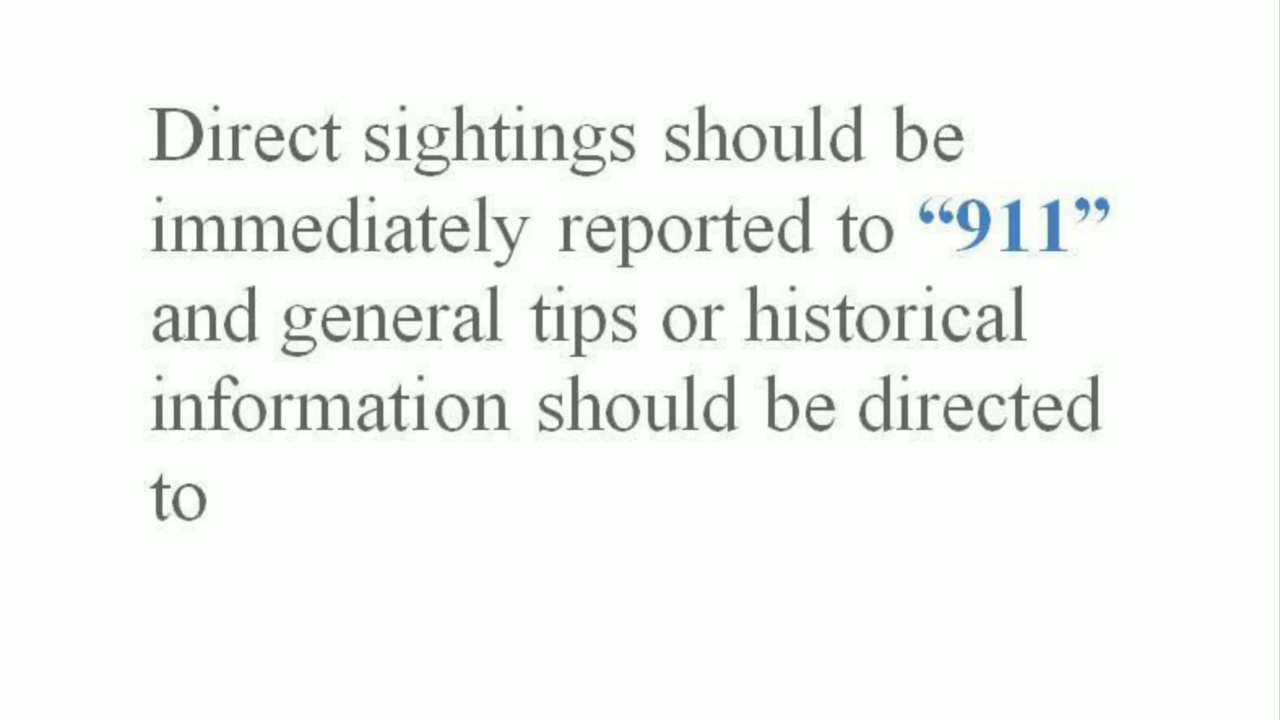 Direct sightings should be
immediately reported to “911”
and general tips or historical
information should be directed
to